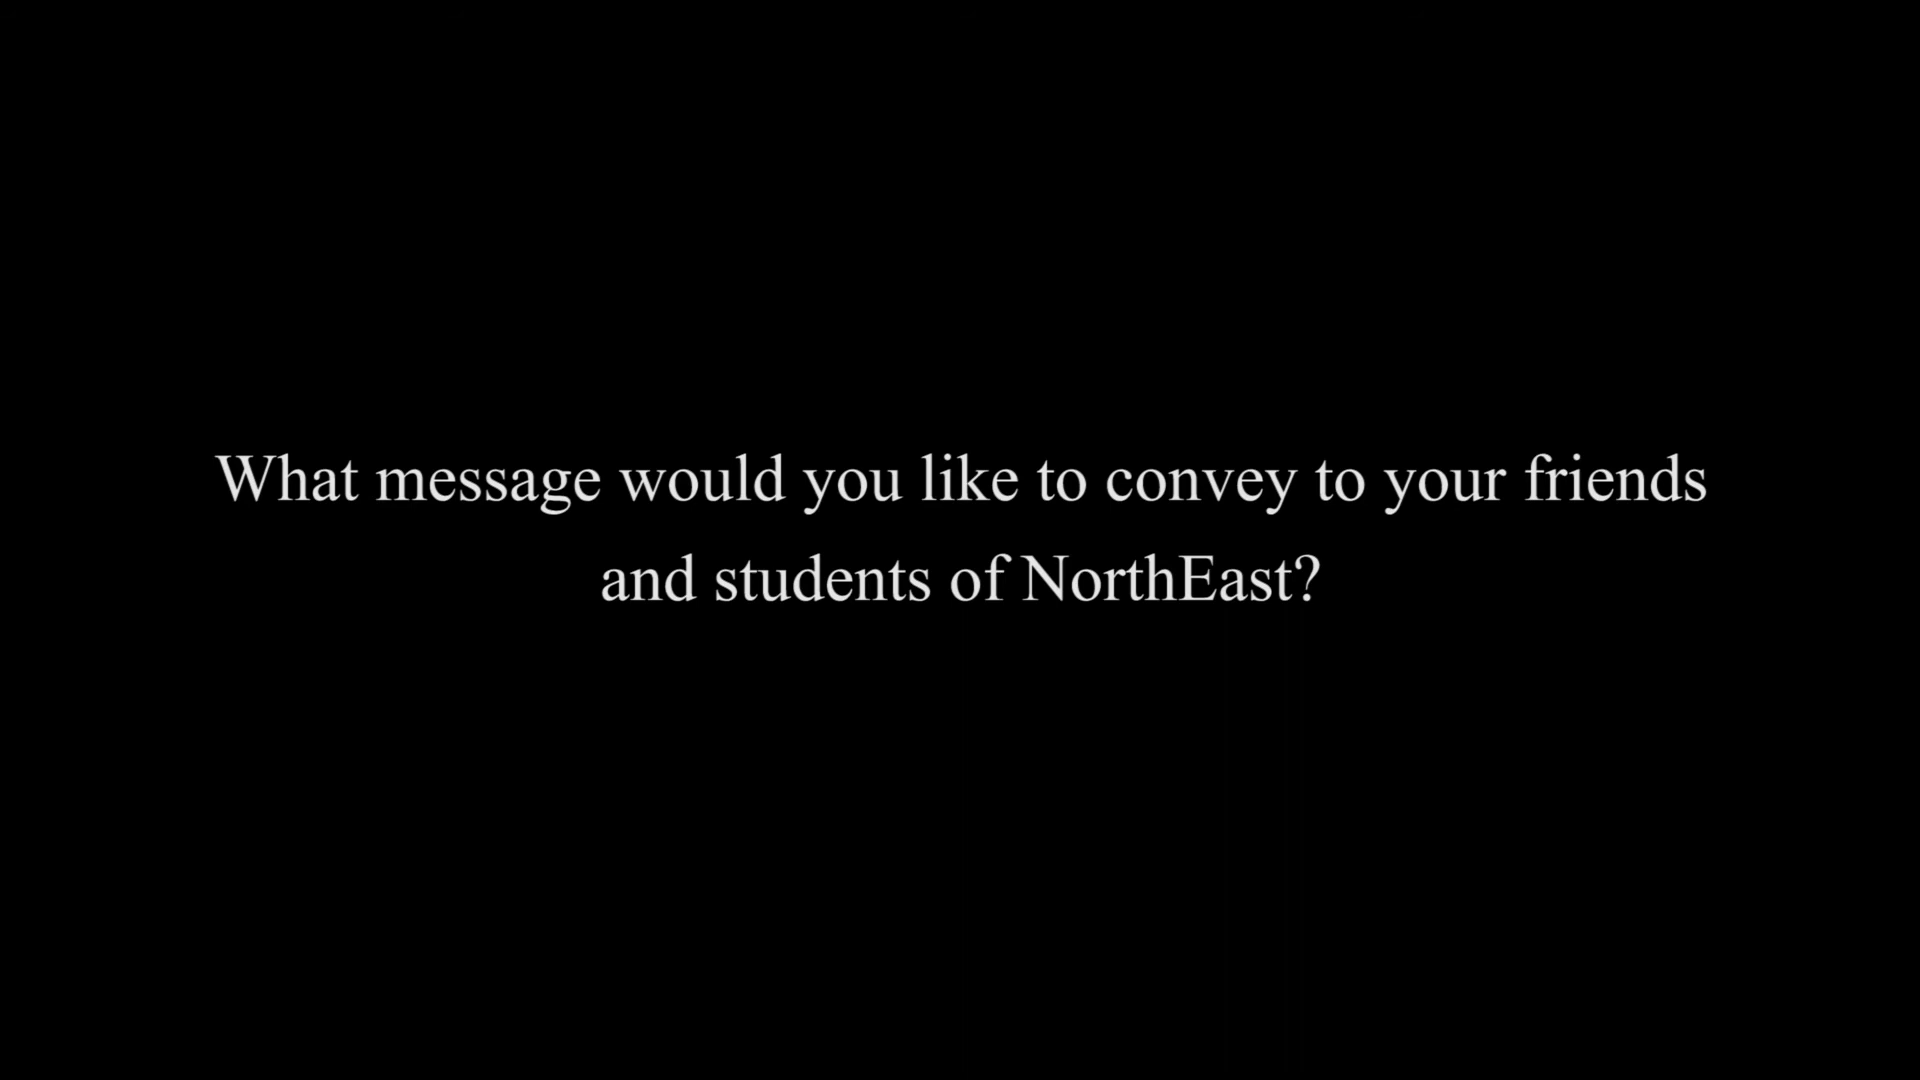 What message would you like to convey to your friends
and students of NorthEast?